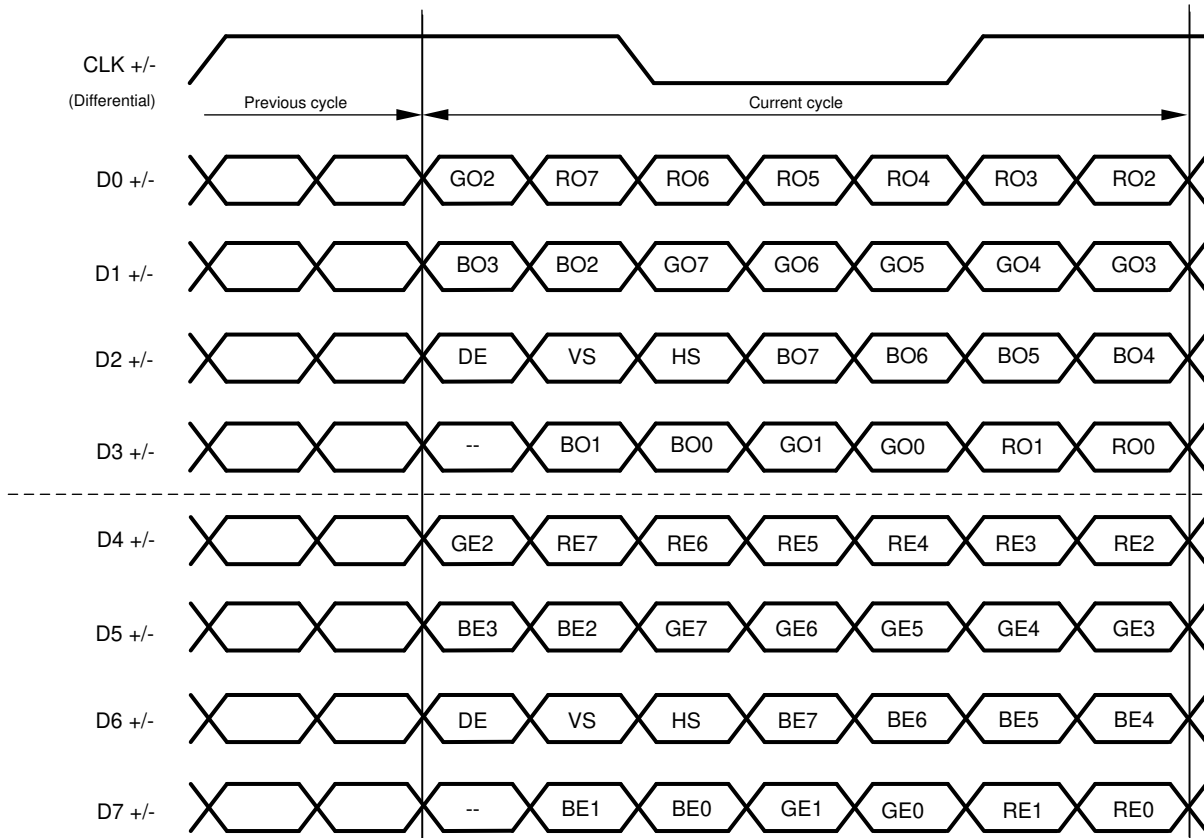 CLK +/-
(Differential)
Previous cycle
Current cycle
D0 +/-
GO2 RO7 RO6 RO5 RO4 RO3 RO2
D1 +/-
BO3 BO2 GO7 GO6 GO5 GO4 GO3
D2 +/-
DE VS HS BO7 BO6 BO5 BO4
D3 +/-
-- BO1 BO0 GO1 GO0 RO1 RO0
D4 +/-
GE2 RE7 RE6 RE5 RE4 RE3 RE2
D5 +/-
BE3 BE2 GE7 GE6 GE5 GE4 GE3
D6 +/-
DE VS HS BE7 BE6 BE5 BE4
D7 +/-
-- BE1 BE0 GE1 GE0 RE1 RE0